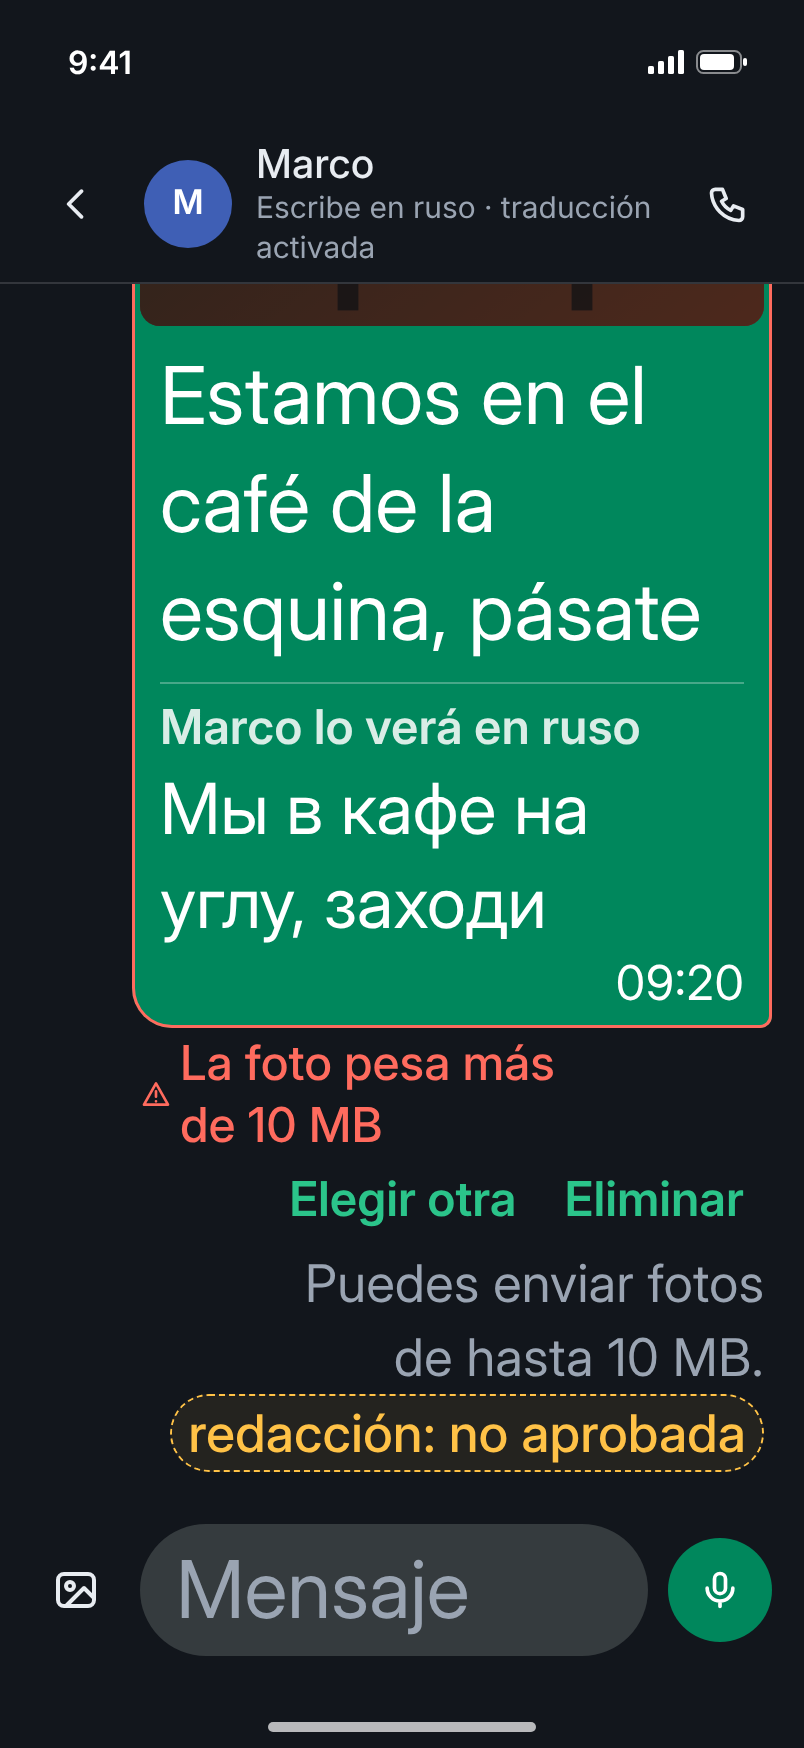 9:41
M
Marco
Escribe en ruso · traducción
activada
Estamos en el
café de la
esquina, pásate
Marco lo verá en ruso
Мы в кафе на
углу, заходи
09:20
La foto pesa más
de 10 MB
Elegir otra Eliminar
Puedes enviar fotos
de hasta 10 MB.
redacción: no aprobada
Mensaje